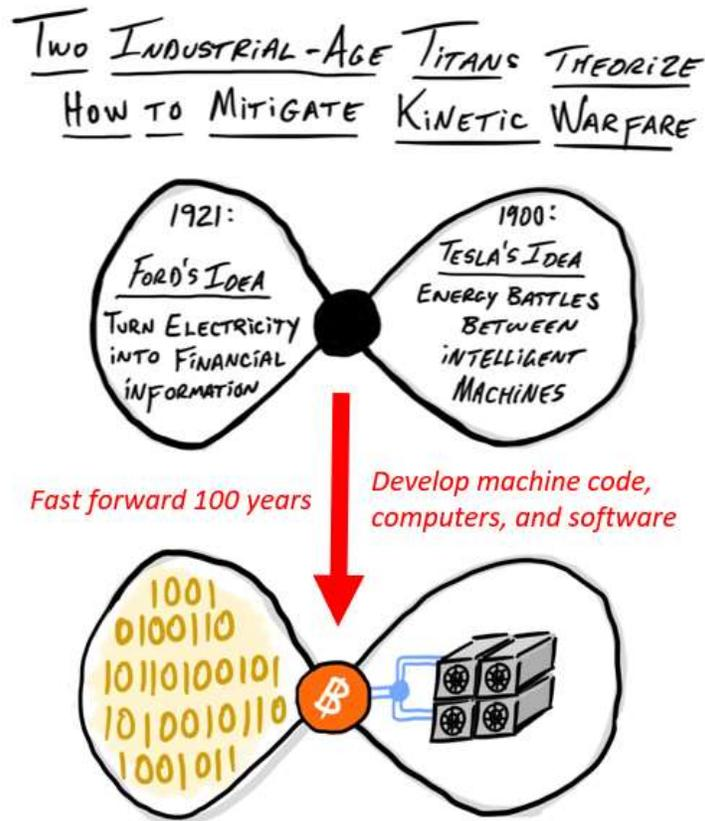 Two INDUSTRIAL-AGE TITANS THEORIZE
HOW TO MITIGATE KINETIC WARFARE
1921:
FORD'S IDEA
TURN ELECTRICITY
INTO FINANCIAL
INFORMATION
1900:
TESLA'S IDEA
ENERGY BATTLES
BETWEEN
INTELLIGENT
MACHINES
Fast forward 100 years
Develop machine code,
computers, and software
1001
0100110
10110100101
1010010110
1001011
₿